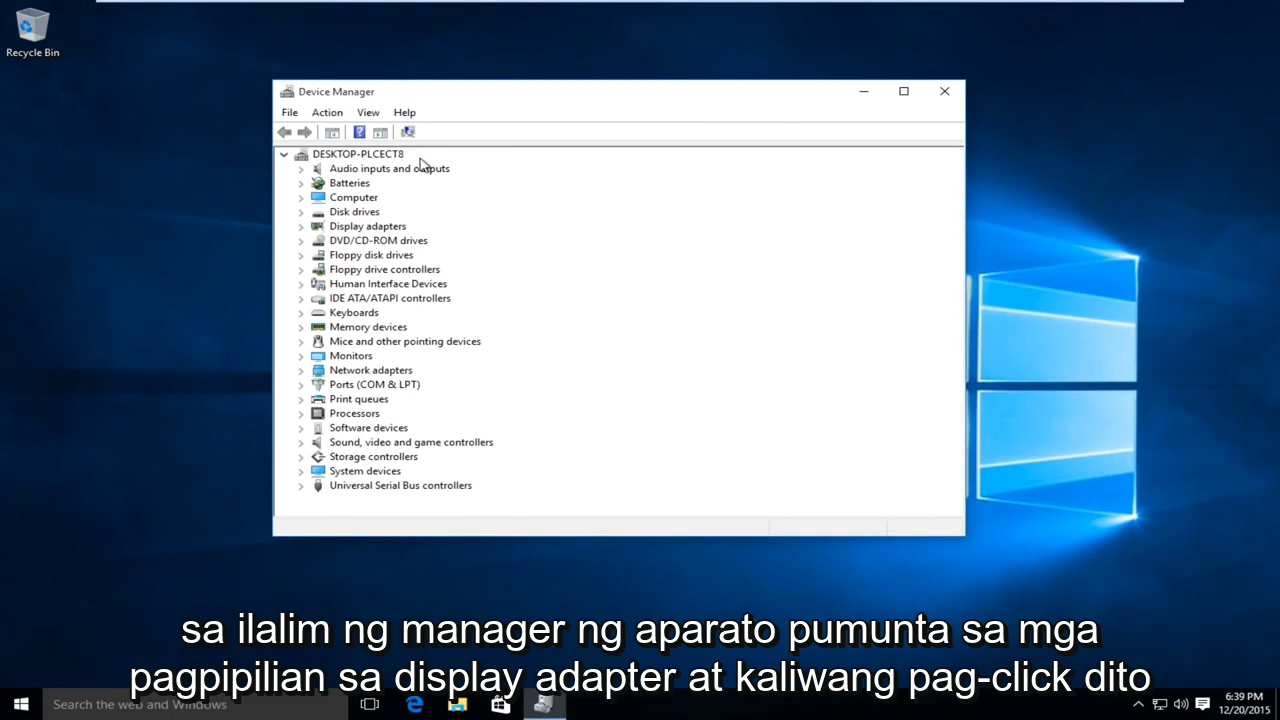 Recycle Bin
Device Manager
File Action View Help
DESKTOP-PLCECT8
Audio inputs and outputs
Batteries
Computer
Disk drives
Display adapters
DVD/CD-ROM drives
Floppy disk drives
Floppy drive controllers
Human Interface Devices
IDE ATA/ATAPI controllers
Keyboards
Memory devices
Mice and other pointing devices
Monitors
Network adapters
Ports (COM & LPT)
Print queues
Processors
Software devices
Sound, video and game controllers
Storage controllers
System devices
Universal Serial Bus controllers
sa ilalim ng manager ng aparato pumunta sa mga
pagpipilian sa display adapter at kaliwang pag-click dito
Search the web and Windows
6:39 PM
12/20/2015